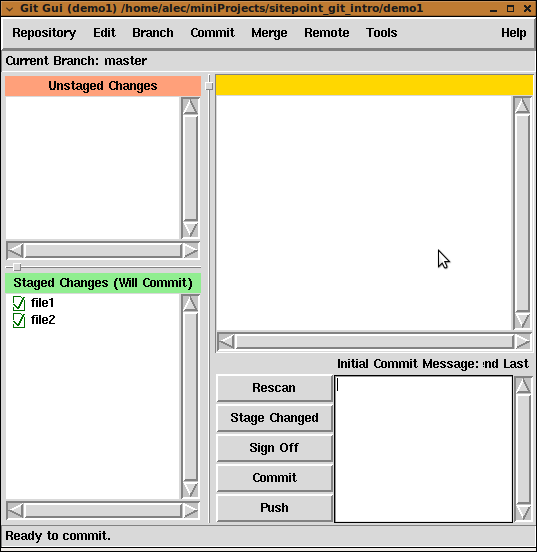 Git Gui (demo1) /home/alec/miniProjects/sitepoint_git_intro/demo1
Repository Edit Branch Commit Merge Remote Tools Help
Current Branch: master
Unstaged Changes
Staged Changes (Will Commit)
file1
file2
Initial Commit Message: nd Last
Rescan
Stage Changed
Sign Off
Commit
Push
Ready to commit.